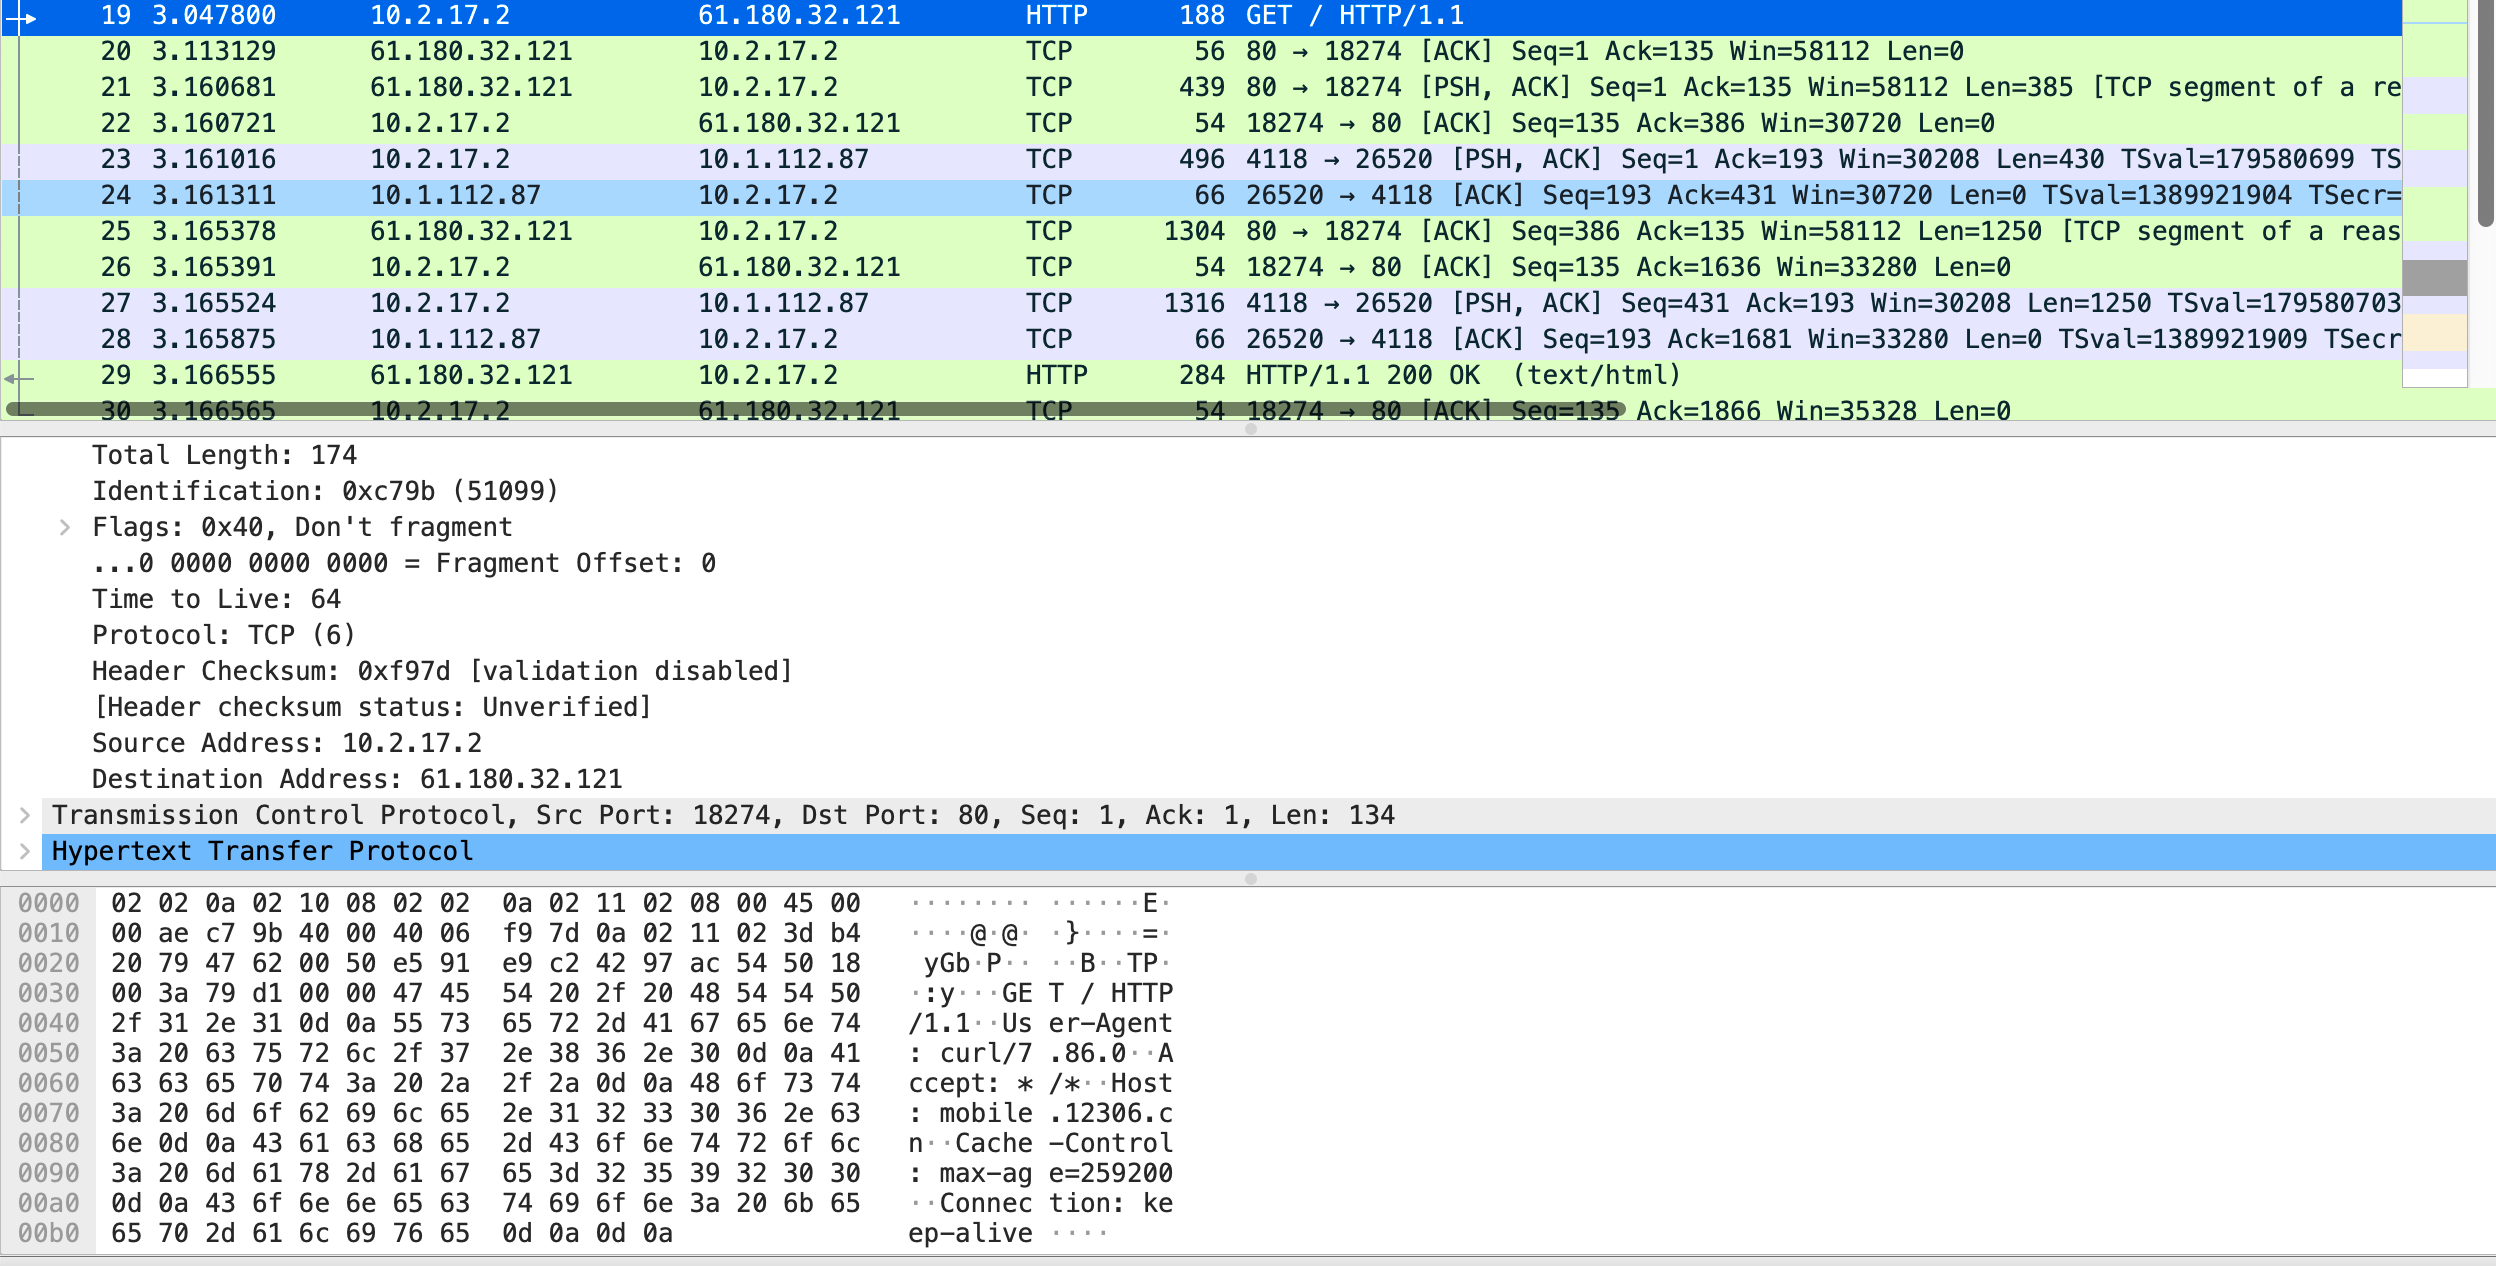 19 3.047800 10.2.17.2 61.180.32.121 HTTP 188 GET / HTTP/1.1
20 3.113129 61.180.32.121 10.2.17.2 TCP 56 80 → 18274 [ACK] Seq=1 Ack=135 Win=58112 Len=0
21 3.160681 61.180.32.121 10.2.17.2 TCP 439 80 → 18274 [PSH, ACK] Seq=1 Ack=135 Win=58112 Len=385 [TCP segment of a re
22 3.160721 10.2.17.2 61.180.32.121 TCP 54 18274 → 80 [ACK] Seq=135 Ack=386 Win=30720 Len=0
23 3.161016 10.2.17.2 10.1.112.87 TCP 496 4118 → 26520 [PSH, ACK] Seq=1 Ack=193 Win=30208 Len=430 TSval=179580699 TS
24 3.161311 10.1.112.87 10.2.17.2 TCP 66 26520 → 4118 [ACK] Seq=193 Ack=431 Win=30720 Len=0 TSval=1389921904 TSecr=
25 3.165378 61.180.32.121 10.2.17.2 TCP 1304 80 → 18274 [ACK] Seq=386 Ack=135 Win=58112 Len=1250 [TCP segment of a reas
26 3.165391 10.2.17.2 61.180.32.121 TCP 54 18274 → 80 [ACK] Seq=135 Ack=1636 Win=33280 Len=0
27 3.165524 10.2.17.2 10.1.112.87 TCP 1316 4118 → 26520 [PSH, ACK] Seq=431 Ack=193 Win=30208 Len=1250 TSval=179580703
28 3.165875 10.1.112.87 10.2.17.2 TCP 66 26520 → 4118 [ACK] Seq=193 Ack=1681 Win=33280 Len=0 TSval=1389921909 TSecr
29 3.166555 61.180.32.121 10.2.17.2 HTTP 284 HTTP/1.1 200 OK (text/html)
30 3.166565 10.2.17.2 61.180.32.121 TCP 54 18274 → 80 [ACK] Seq=135 Ack=1866 Win=35328 Len=0
Total Length: 174
Identification: 0xc79b (51099)
Flags: 0x40, Don't fragment
...0 0000 0000 0000 = Fragment Offset: 0
Time to Live: 64
Protocol: TCP (6)
Header Checksum: 0xf97d [validation disabled]
[Header checksum status: Unverified]
Source Address: 10.2.17.2
Destination Address: 61.180.32.121
Transmission Control Protocol, Src Port: 18274, Dst Port: 80, Seq: 1, Ack: 1, Len: 134
Hypertext Transfer Protocol
0000 02 02 0a 02 10 08 02 02 0a 02 11 02 08 00 45 00 ········ ······E·
0010 00 ae c7 9b 40 00 40 06 f9 7d 0a 02 11 02 3d b4 ····@·@· ·}····=·
0020 20 79 47 62 00 50 e5 91 e9 c2 42 97 ac 54 50 18 yGb·P·· ··B··TP·
0030 00 3a 79 d1 00 00 47 45 54 20 2f 20 48 54 54 50 ·:y···GE T / HTTP
0040 2f 31 2e 31 0d 0a 55 73 65 72 2d 41 67 65 6e 74 /1.1··Us er-Agent
0050 3a 20 63 75 72 6c 2f 37 2e 38 36 2e 30 0d 0a 41 : curl/7 .86.0··A
0060 63 63 65 70 74 3a 20 2a 2f 2a 0d 0a 48 6f 73 74 ccept: * /*··Host
0070 3a 20 6d 6f 62 69 6c 65 2e 31 32 33 30 36 2e 63 : mobile .12306.c
0080 6e 0d 0a 43 61 63 68 65 2d 43 6f 6e 74 72 6f 6c n··Cache -Control
0090 3a 20 6d 61 78 2d 61 67 65 3d 32 35 39 32 30 30 : max-ag e=259200
00a0 0d 0a 43 6f 6e 6e 65 63 74 69 6f 6e 3a 20 6b 65 ··Connec tion: ke
00b0 65 70 2d 61 6c 69 76 65 0d 0a 0d 0a ep-alive ····